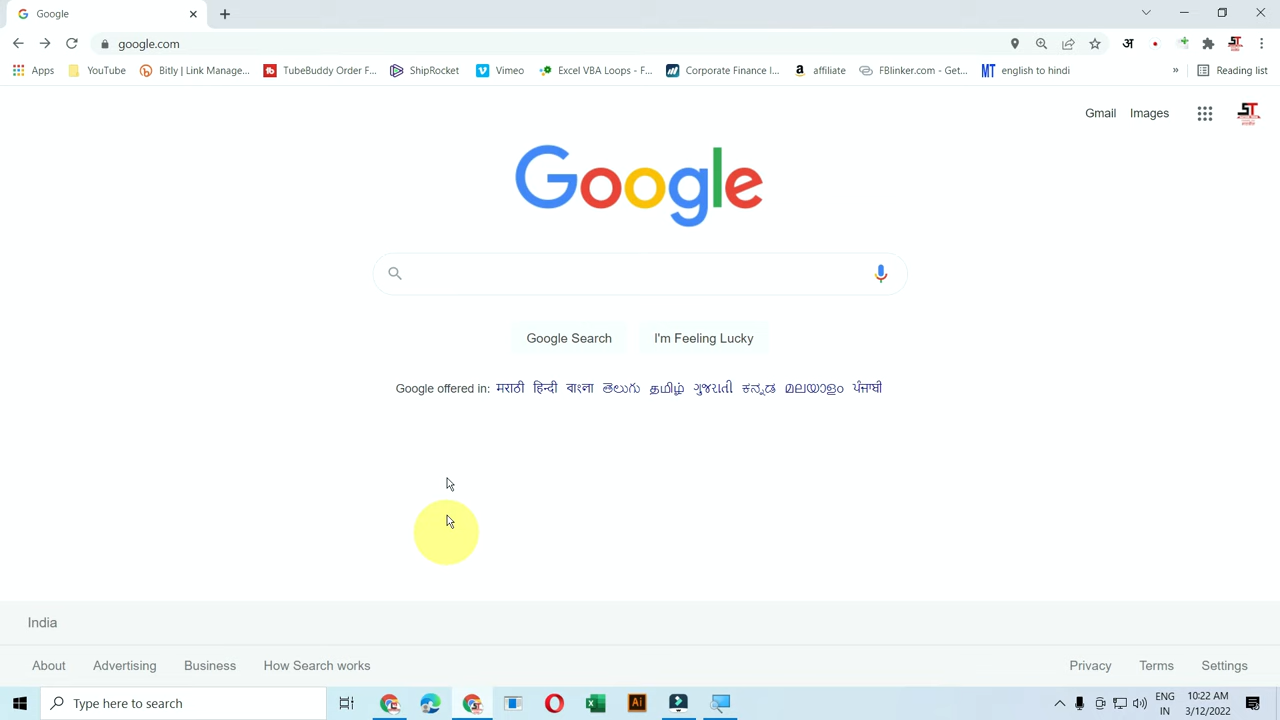 Google
google.com
Apps YouTube Bitly | Link Manage... TubeBuddy Order F... ShipRocket Vimeo Excel VBA Loops - F... Corporate Finance I... affiliate FBlinker.com - Get... MT english to hindi » Reading list
Gmail Images ST
Google
Google Search I'm Feeling Lucky
Google offered in: मराठी हिन्दी বাংলা తెలుగు தமிழ் ગુજરાતી ಕನ್ನಡ മലയാളം ਪੰਜਾਬੀ
India
About Advertising Business How Search works Privacy Terms Settings
Type here to search Ai ENG 10:22 AM
IN 3/12/2022